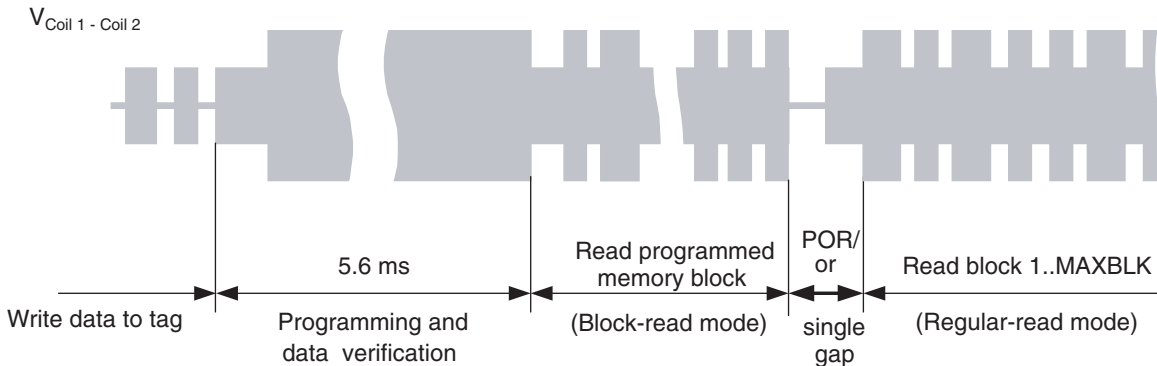 V Coil 1 - Coil 2
5.6 ms
Read programmed
memory block
POR/
or
Read block 1..MAXBLK
Write data to tag
Programming and
data verification
(Block-read mode)
single
gap
(Regular-read mode)